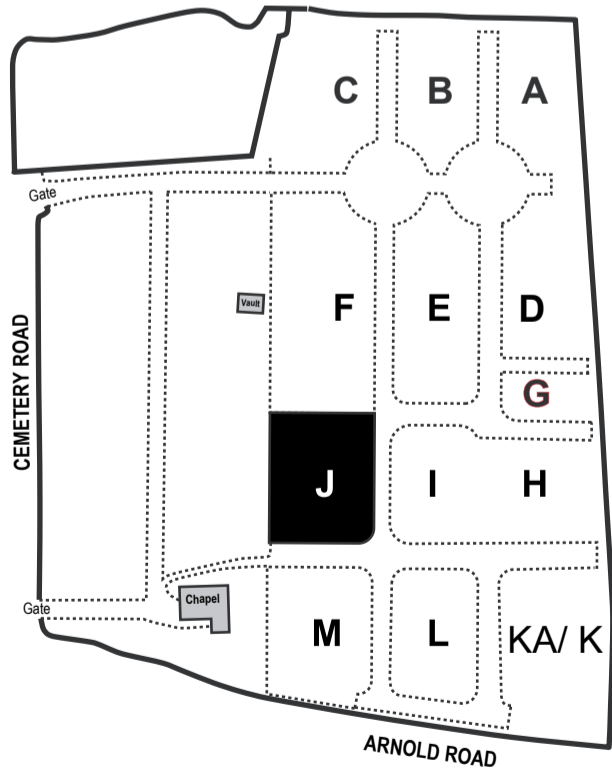 C B A
Gate
Vault
F E D
G
CEMETERY ROAD
J I H
Chapel
Gate
M L KA/ K
ARNOLD ROAD